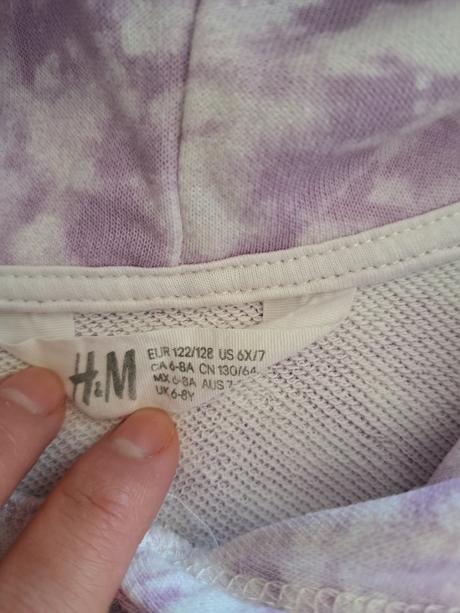 H&M
EUR 122/128 US 6X/7
CA 6-8A CN 130/64
MX 6-8A AUS 7
UK 6-8Y